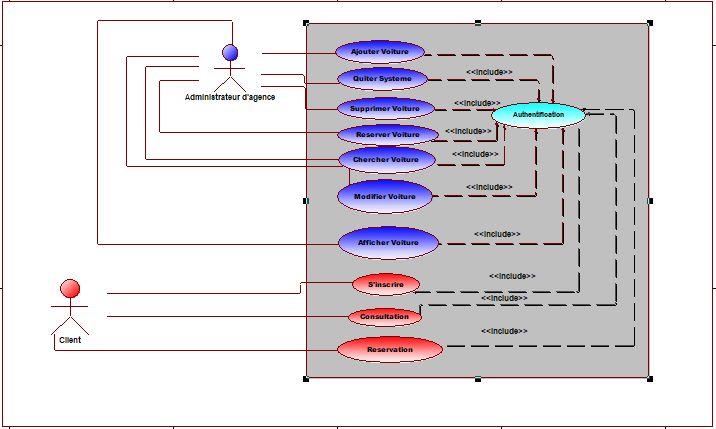 Ajouter Voiture
Quiter Systeme
<<include>>
Administrateur d'agence
Supprimer Voiture
<<include>>
Authentification
Reserver Voiture
<<include>>
Chercher Voiture
<<include>>
Modifier Voiture
<<include>>
Afficher Voiture
<<include>>
S'inscrire
<<include>>
<<include>>
Consultation
<<include>>
Client
Reservation